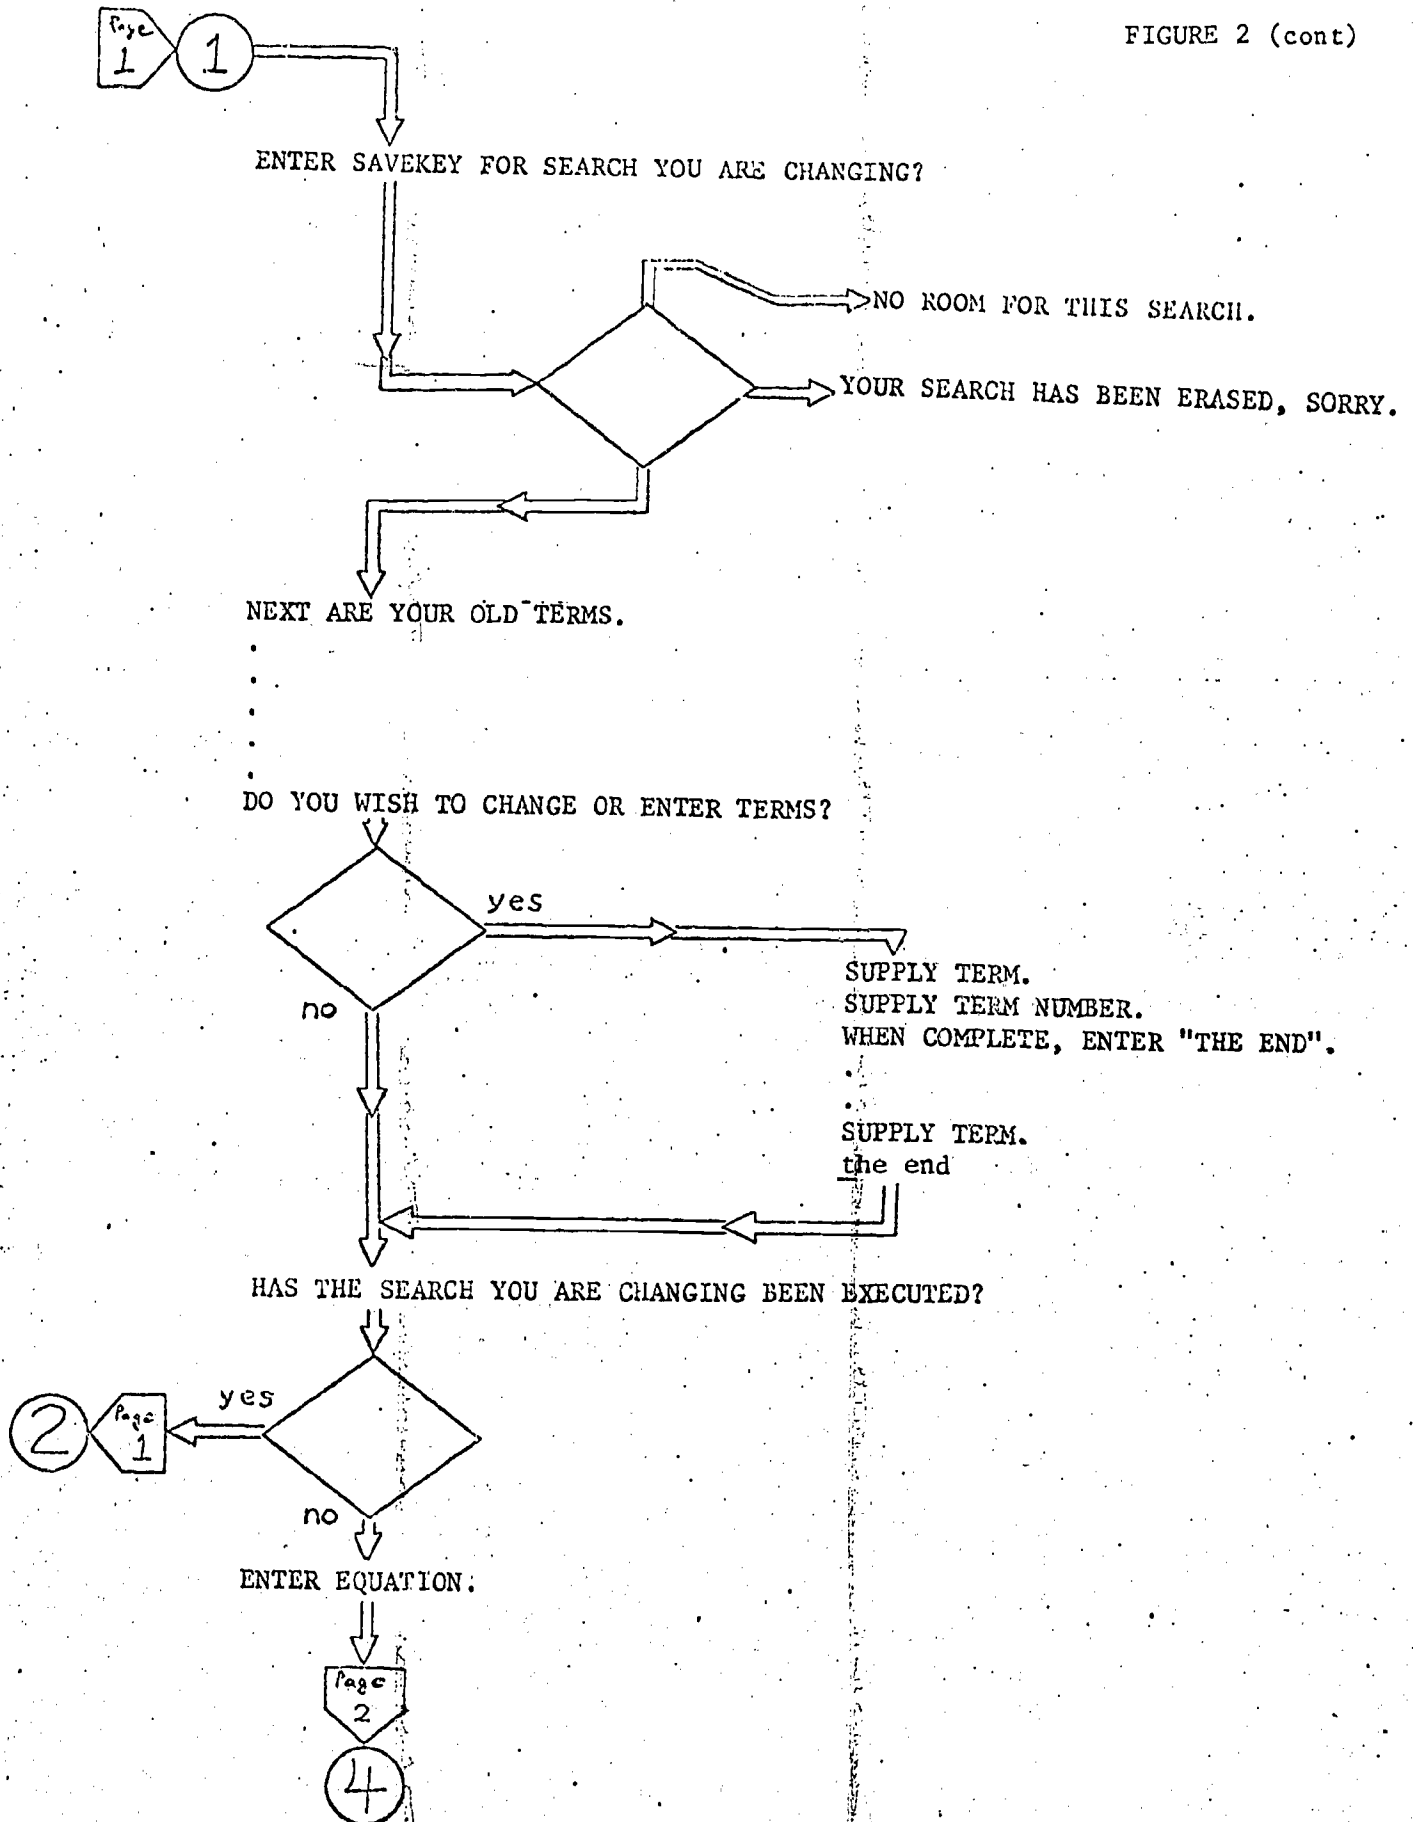 FIGURE 2 (cont)
Page
1
1
ENTER SAVEKEY FOR SEARCH YOU ARE CHANGING?
NO ROOM FOR THIS SEARCH.
YOUR SEARCH HAS BEEN ERASED, SORRY.
NEXT ARE YOUR OLD TERMS.
.
.
.
.
.
DO YOU WISH TO CHANGE OR ENTER TERMS?
yes
no
SUPPLY TERM.
SUPPLY TERM NUMBER.
WHEN COMPLETE, ENTER "THE END".
.
.
SUPPLY TERM.
the end
HAS THE SEARCH YOU ARE CHANGING BEEN EXECUTED?
yes
2
Page
1
no
ENTER EQUATION.
Page
2
4